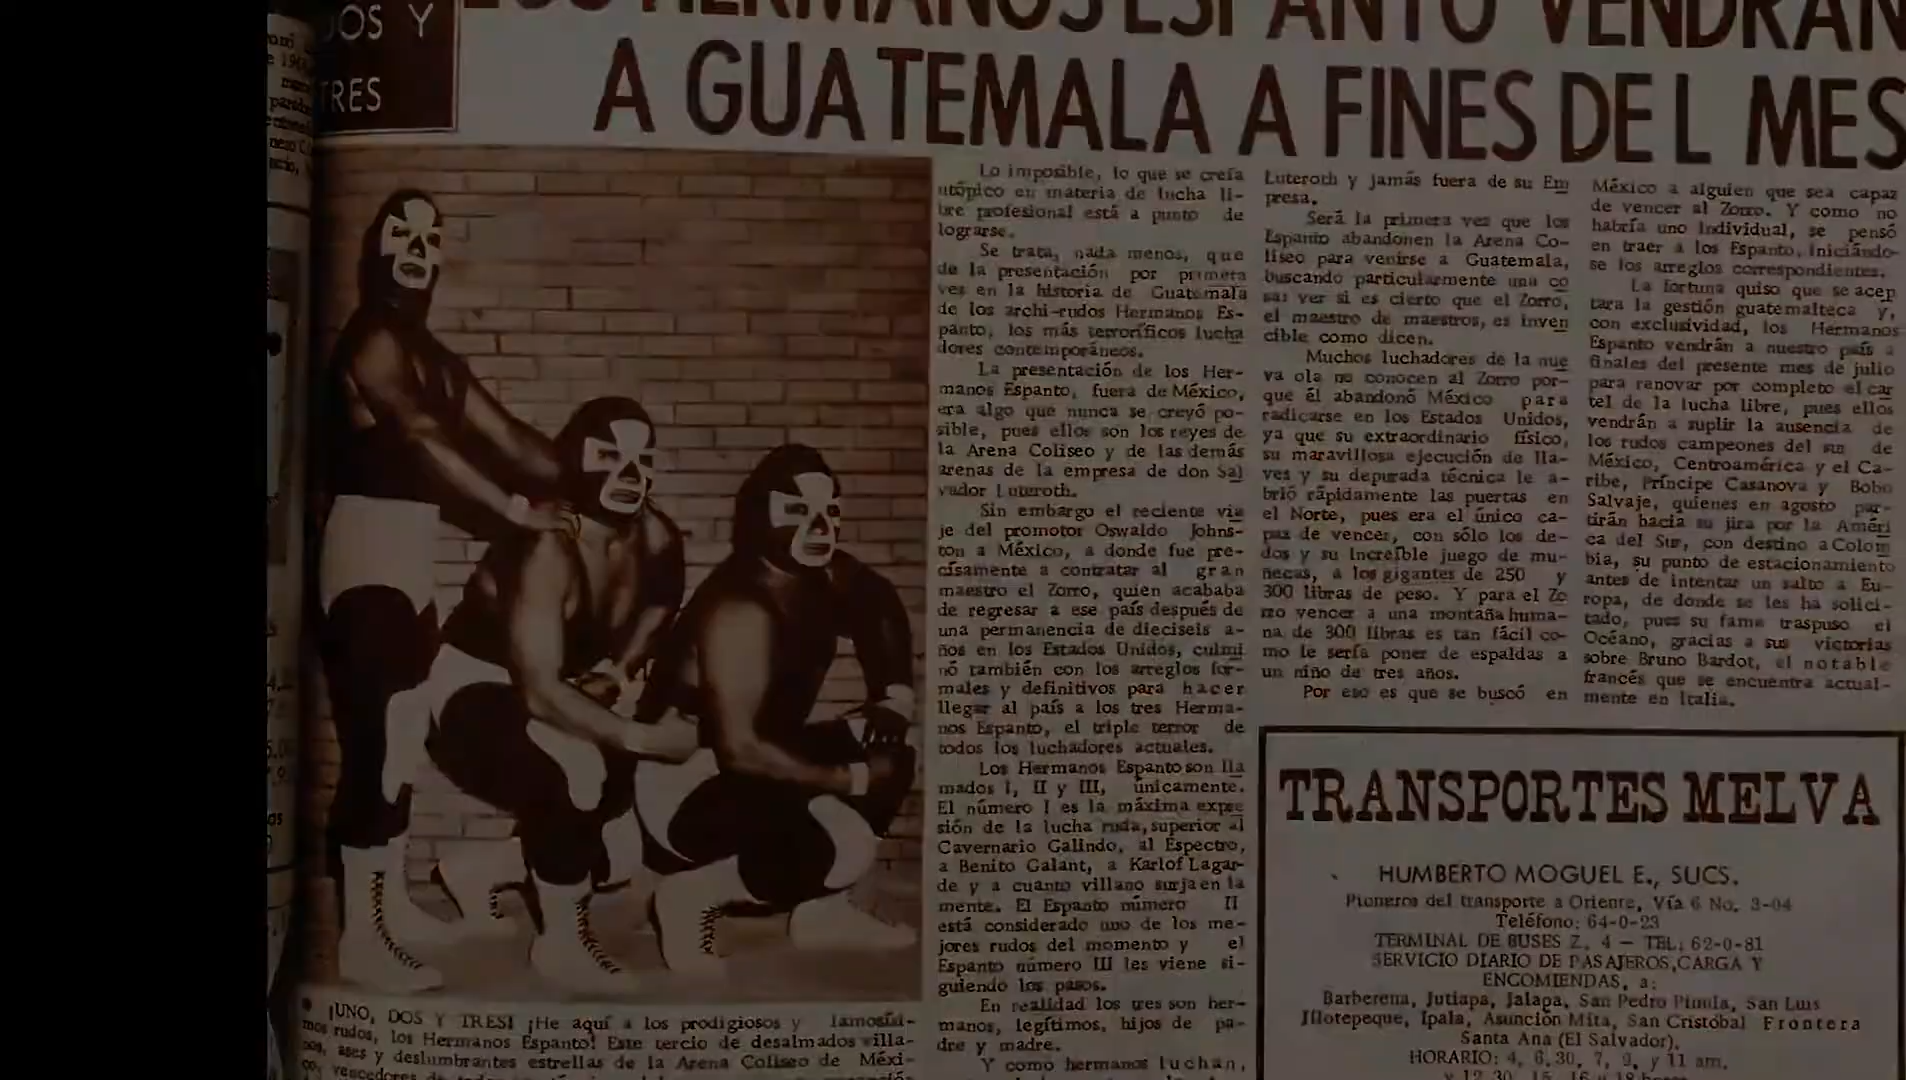 DOS Y
TRES
HERMANOS ESPANTO VENDRAN
A GUATEMALA A FINES DEL MES
Lo imposible, lo que se creía
utópico en materia de lucha li-
bre profesional está a punto de
lograrse.
Se trata, nada menos, que
de la presentación por primera
ves en la historia de Guatemala
de los archi-rudos Hermanos Es-
panto, los más terroríficos lucha
dores contemporáneos.
La presentación de los Her-
manos Espanto, fuera de México,
era algo que nunca se creyó po-
sible, pues ellos son los reyes de
la Arena Coliseo y de las demás
arenas de la empresa de don Sal
vador Luteroth.
Sin embargo el reciente via
je del promotor Oswaldo Johns-
ton a México, a donde fue pre-
cisamente a contratar al gran
maestro el Zorro, quien acababa
de regresar a ese país después de
una permanencia de dieciseis a-
ños en los Estados Unidos, culmi
nó también con los arreglos for-
males y definitivos para hacer
llegar al país a los tres Herma-
nos Espanto, el triple terror de
todos los luchadores actuales.
Los Hermanos Espanto son lla
mados I, II y III, únicamente.
El número I es la máxima expre
sión de la lucha ruda, superior al
Cavernario Galindo, al Espectro,
a Benito Galant, a Karlof Lagar-
de y a cuanto villano surja en la
mente. El Espanto número II
está considerado uno de los me-
jores rudos del momento y el
Espanto número III les viene si-
guiendo los pasos.
En realidad los tres son her-
manos, legítimos, hijos de pa-
dre y madre.
Y como hermanos luchan,
Luteroth y jamás fuera de su Em
presa.
Será la primera vez que los
Espanto abandonen la Arena Co-
liseo para venirse a Guatemala,
buscando particularmente una co
sa: ver si es cierto que el Zorro,
el maestro de maestros, es inven
cible como dicen.
Muchos luchadores de la nue
va ola no conocen al Zorro por-
que él abandonó México para
radicarse en los Estados Unidos,
ya que su extraordinario físico,
su maravillosa ejecución de lla-
ves y su depurada técnica le a-
brió rápidamente las puertas en
el Norte, pues era el único ca-
paz de vencer, con sólo los de-
dos y su increíble juego de mu-
ñecas, a los gigantes de 250 y
300 libras de peso. Y para el Zo
rro vencer a una montaña huma-
na de 300 libras es tan fácil co-
mo le sería poner de espaldas a
un niño de tres años.
Por eso es que se buscó en
México a alguien que sea capaz
de vencer al Zorro. Y como no
habría uno individual, se pensó
en traer a los Espanto, iniciándo-
se los arreglos correspondientes.
La fortuna quiso que se acep
tara la gestión guatemalteca y,
con exclusividad, los Hermanos
Espanto vendrán a nuestro país a
finales del presente mes de julio
para renovar por completo el car
tel de la lucha libre, pues ellos
vendrán a suplir la ausencia de
los rudos campeones del sur de
México, Centroamérica y el Ca-
ribe, Príncipe Casanova y Bobo
Salvaje, quienes en agosto par-
tirán hacia su jira por la Améri
ca del Sur, con destino a Colom
bia, su punto de estacionamiento
antes de intentar un salto a Eu-
ropa, de donde se les ha solici-
tado, pues su fama traspuso el
Océano, gracias a sus victorias
sobre Bruno Bardot, el notable
francés que se encuentra actual-
mente en Italia.
TRANSPORTES MELVA
HUMBERTO MOGUEL E., SUCS.
Pioneros del transporte a Oriente, Vía 6 No. 3-04
Teléfono: 64-0-23
TERMINAL DE BUSES Z. 4 — TEL: 62-0-81
SERVICIO DIARIO DE PASAJEROS, CARGA Y
ENCOMIENDAS, a:
Barberena, Jutiapa, Jalapa, San Pedro Pinula, San Luis
Jilotepeque, Ipala, Asunción Mita, San Cristóbal Frontera
Santa Ana (El Salvador).
HORARIO: 4, 6.30, 7, 9, y 11 am.
¡UNO, DOS Y TRES! ¡He aquí a los prodigiosos y famosísi-
mos rudos, los Hermanos Espanto! Este tercio de desalmados villa-
nos, ases y deslumbrantes estrellas de la Arena Coliseo de Méxi-
co, vencedores de